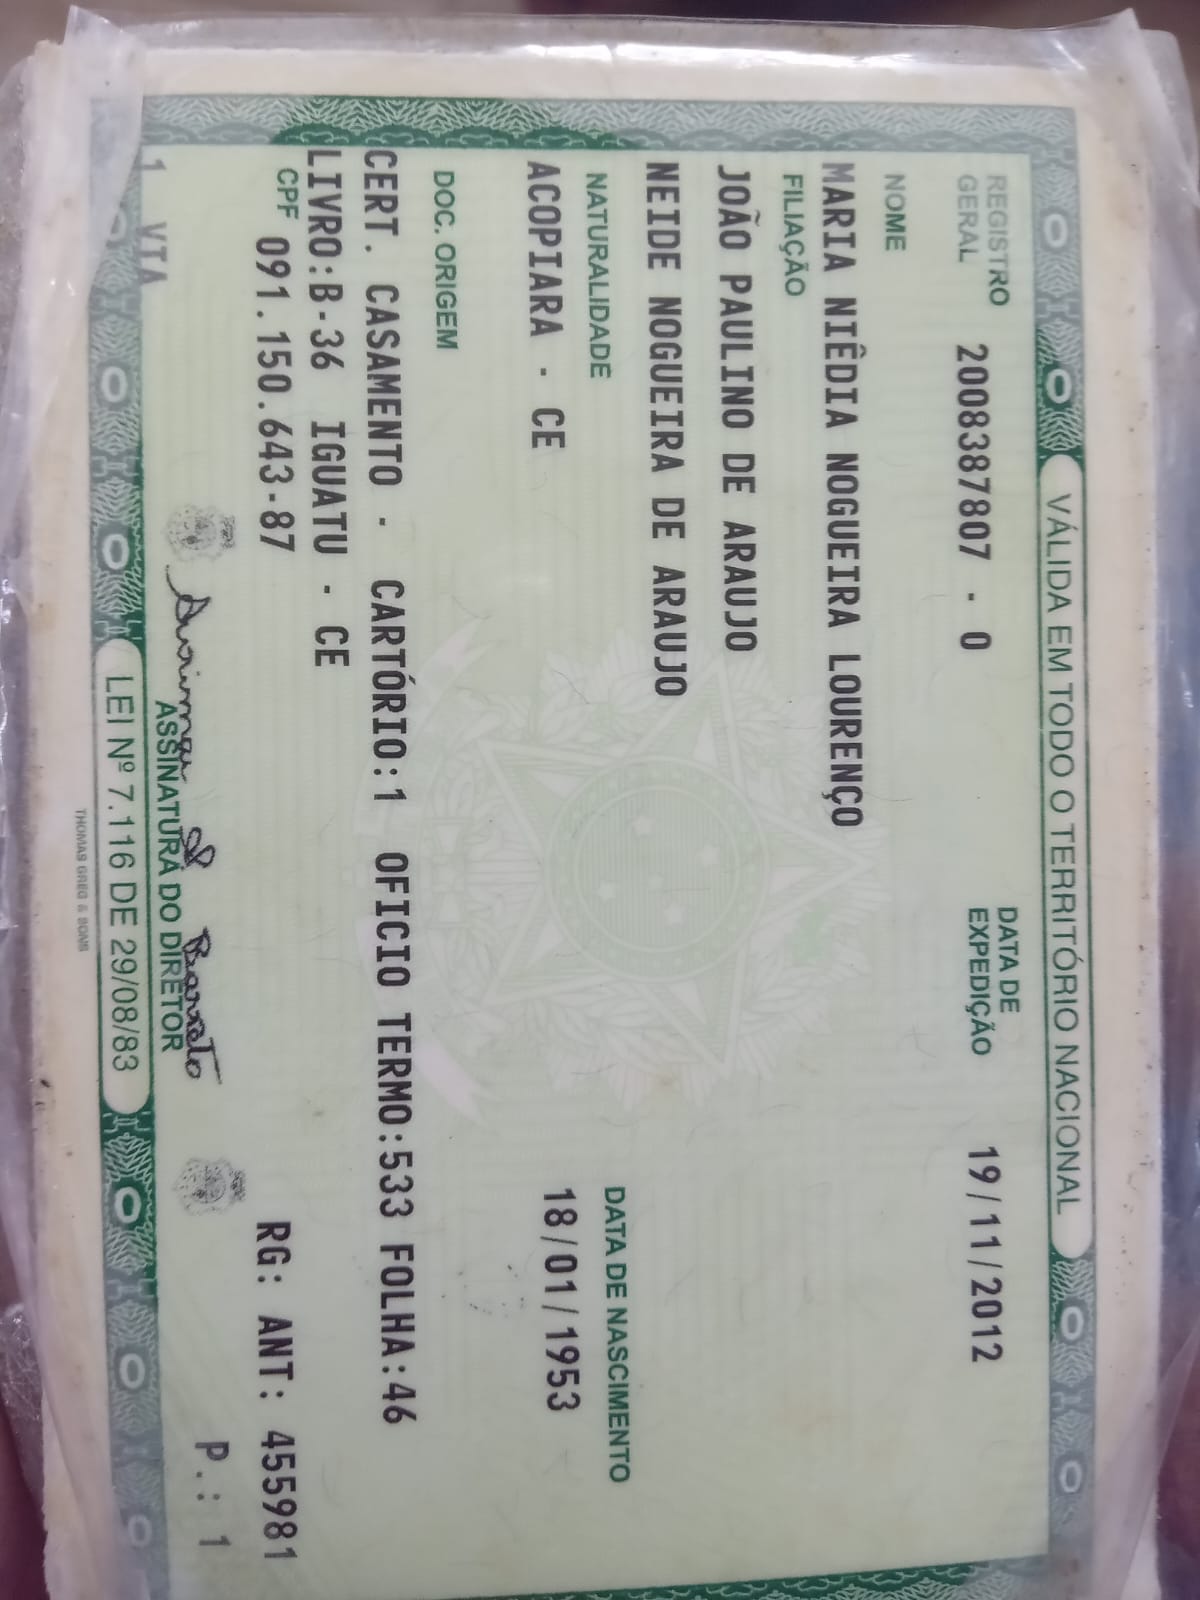 VÁLIDA EM TODO O TERRITÓRIO NACIONAL
REGISTRO GERAL 2008387807 - 0 DATA DE EXPEDIÇÃO 19/11/2012
NOME
MARIA NIÊDIA NOGUEIRA LOURENÇO
FILIAÇÃO
JOÃO PAULINO DE ARAUJO
NEIDE NOGUEIRA DE ARAUJO
NATURALIDADE DATA DE NASCIMENTO
ACOPIARA - CE 18/01/1953
DOC. ORIGEM
CERT. CASAMENTO - CARTÓRIO:1 OFICIO TERMO:533 FOLHA:46
LIVRO:B-36 IGUATU - CE
CPF 091.150.643-87 RG: ANT: 455981
P.: 1
1 VIA
ASSINATURA DO DIRETOR
LEI Nº 7.116 DE 29/08/83
THOMAS GREG & SONS